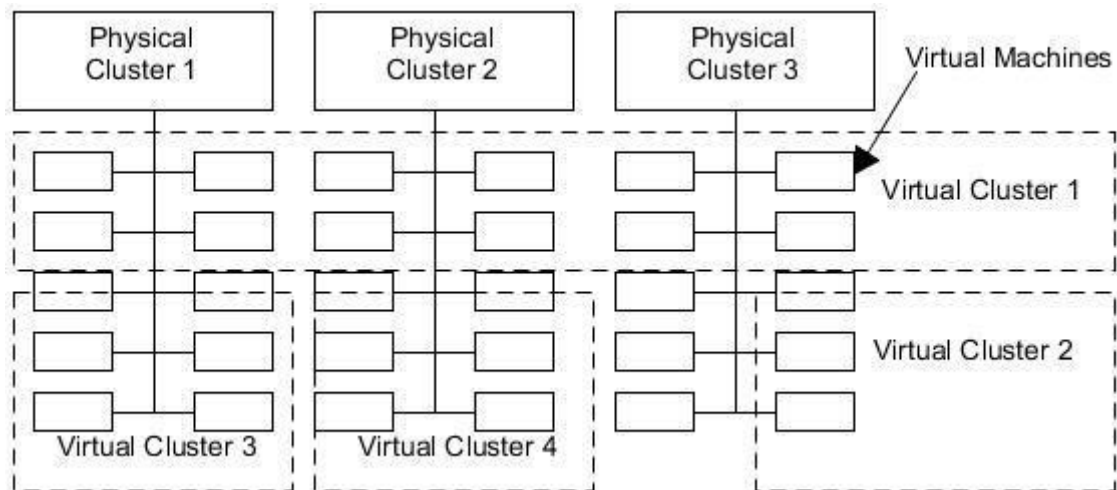 Physical
Cluster 1
Physical
Cluster 2
Physical
Cluster 3
Virtual Machines
Virtual Cluster 1
Virtual Cluster 2
Virtual Cluster 3
Virtual Cluster 4